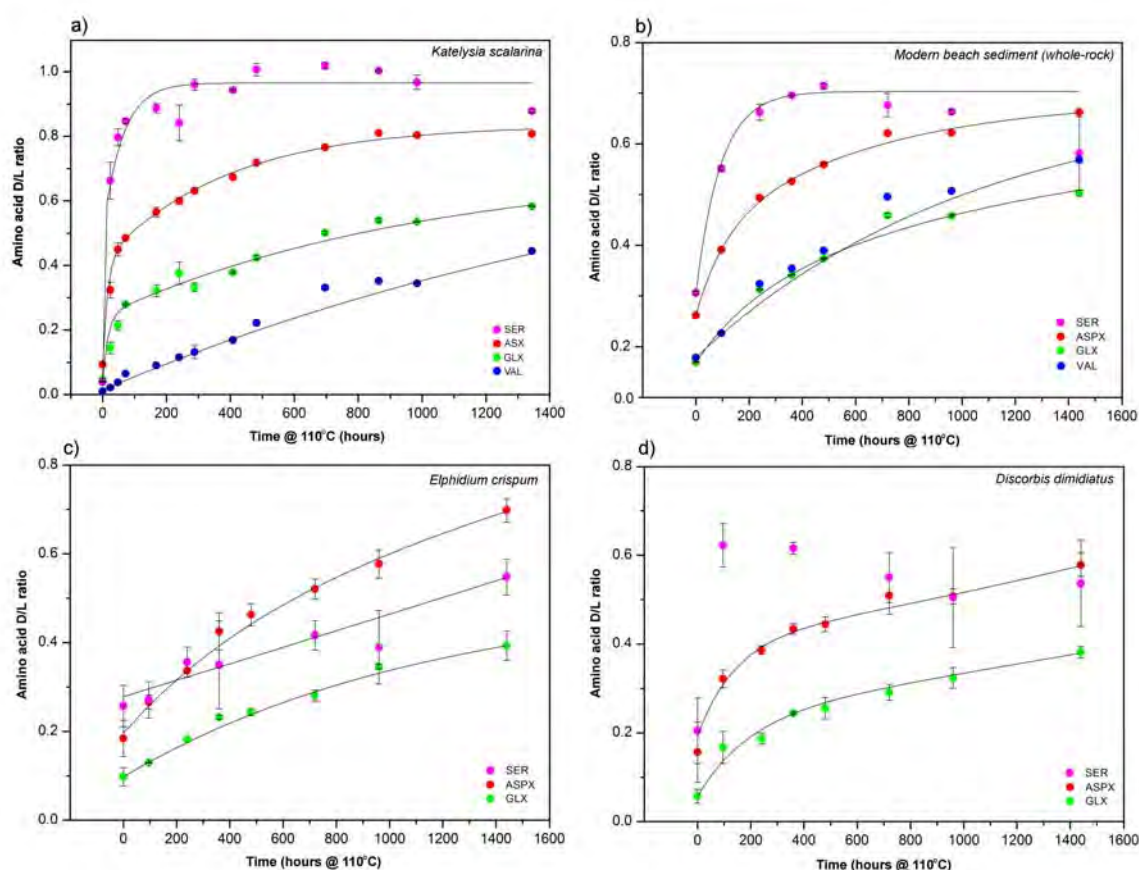 a)
Katelysia scalarina
Amino acid D/L ratio
1.0
0.8
0.6
0.4
0.2
0.0
SER
ASX
GLX
VAL
0 200 400 600 800 1000 1200 1400
Time @ 110°C (hours)
b)
Modern beach sediment (whole-rock)
Amino acid D/L ratio
0.8
0.6
0.4
0.2
0.0
SER
ASPX
GLX
VAL
0 200 400 600 800 1000 1200 1400 1600
Time (hours @ 110°C)
c)
Elphidium crispum
Amino acid D/L ratio
0.8
0.6
0.4
0.2
0.0
SER
ASPX
GLX
0 200 400 600 800 1000 1200 1400 1600
Time (hours @ 110°C)
d)
Discorbis dimidiatus
Amino acid D/L ratio
0.8
0.6
0.4
0.2
0.0
SER
ASPX
GLX
0 200 400 600 800 1000 1200 1400 1600
Time (hours @ 110°C)